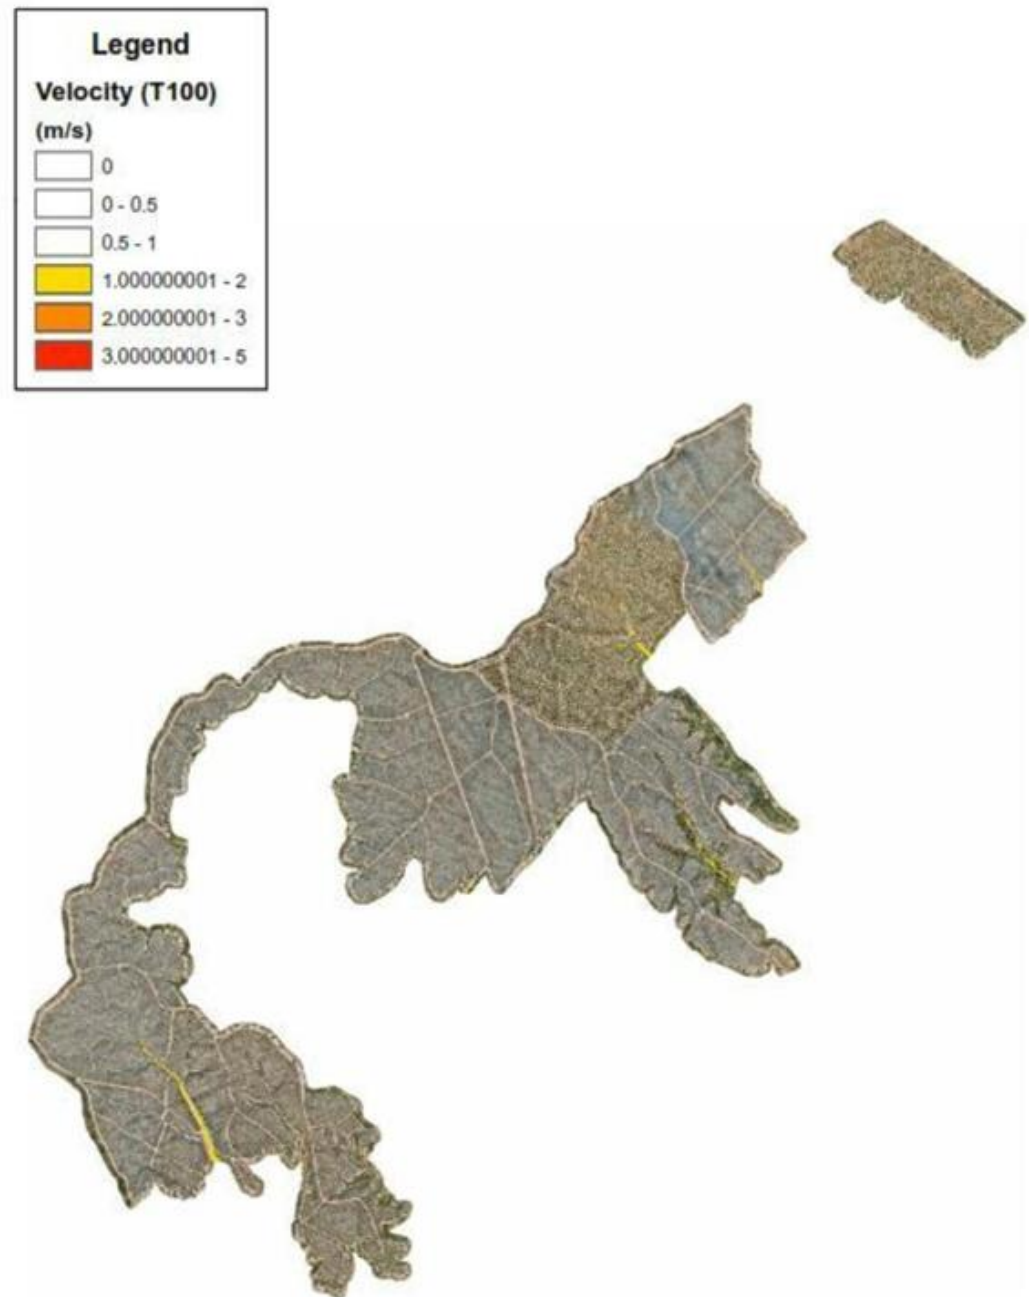 Legend
Velocity (T100)
(m/s)
0
0 - 0.5
0.5 - 1
1.000000001 - 2
2.000000001 - 3
3.000000001 - 5